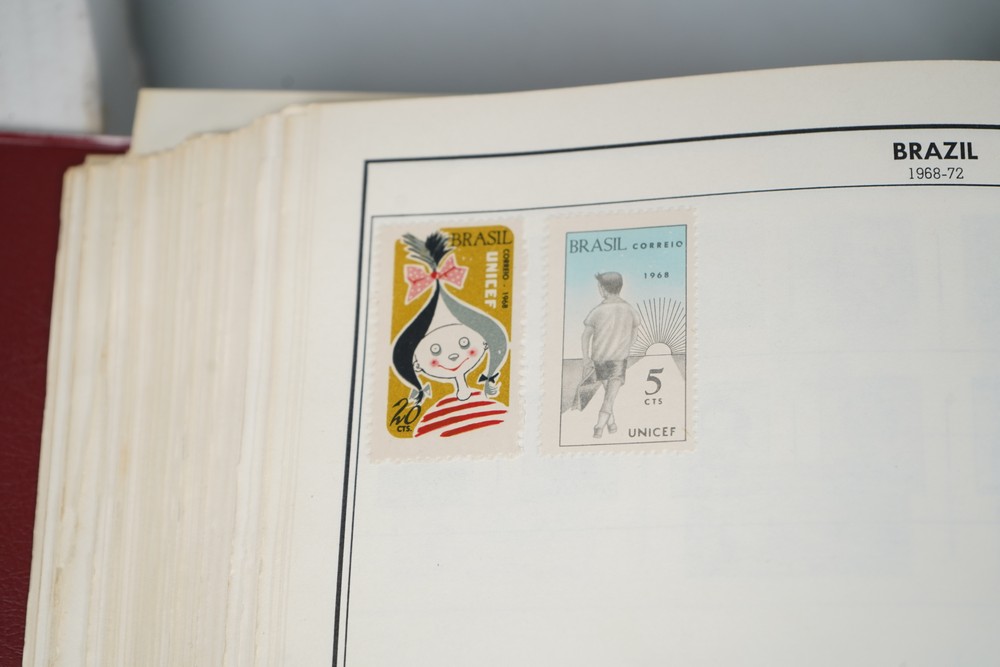 BRAZIL
1968-72
BRASIL
CORREIO · 1968
UNICEF
20
CTS.
BRASIL CORREIO
1968
5
CTS
UNICEF